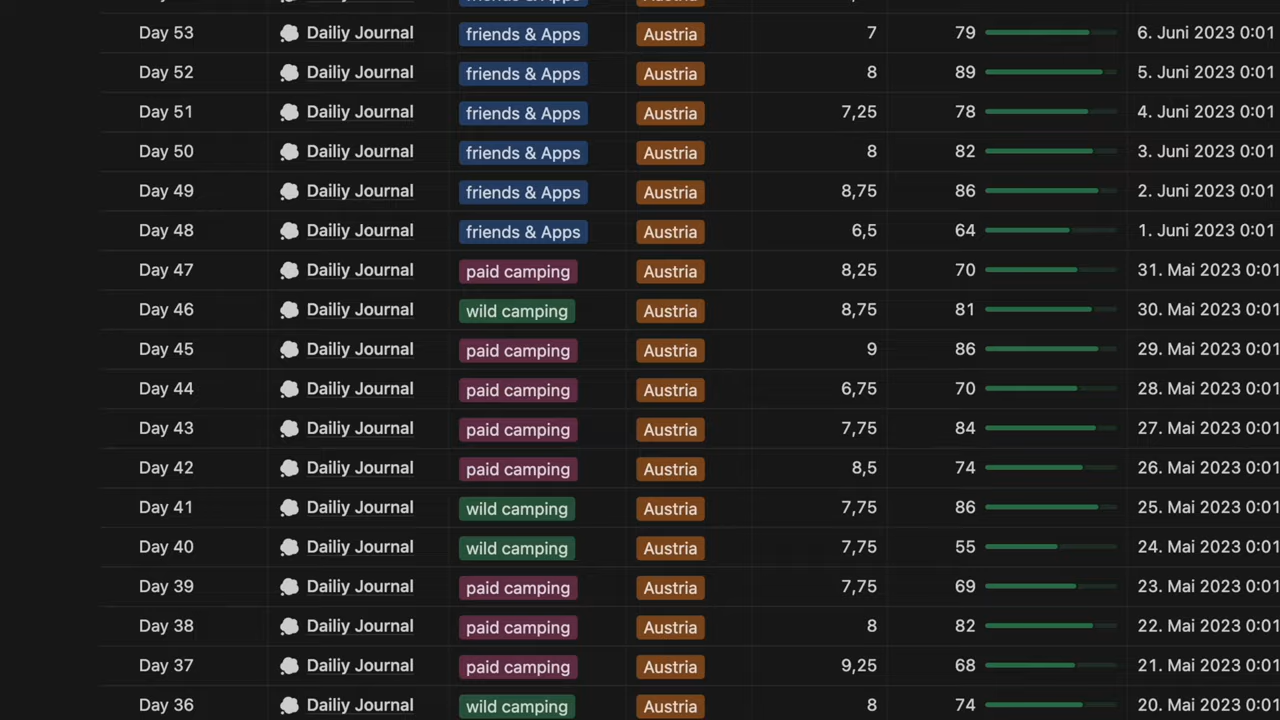 friends & Apps Austria
Day 53 Dailiy Journal friends & Apps Austria 7 79 6. Juni 2023 0:01
Day 52 Dailiy Journal friends & Apps Austria 8 89 5. Juni 2023 0:01
Day 51 Dailiy Journal friends & Apps Austria 7,25 78 4. Juni 2023 0:01
Day 50 Dailiy Journal friends & Apps Austria 8 82 3. Juni 2023 0:01
Day 49 Dailiy Journal friends & Apps Austria 8,75 86 2. Juni 2023 0:01
Day 48 Dailiy Journal friends & Apps Austria 6,5 64 1. Juni 2023 0:01
Day 47 Dailiy Journal paid camping Austria 8,25 70 31. Mai 2023 0:01
Day 46 Dailiy Journal wild camping Austria 8,75 81 30. Mai 2023 0:01
Day 45 Dailiy Journal paid camping Austria 9 86 29. Mai 2023 0:01
Day 44 Dailiy Journal paid camping Austria 6,75 70 28. Mai 2023 0:01
Day 43 Dailiy Journal paid camping Austria 7,75 84 27. Mai 2023 0:01
Day 42 Dailiy Journal paid camping Austria 8,5 74 26. Mai 2023 0:01
Day 41 Dailiy Journal wild camping Austria 7,75 86 25. Mai 2023 0:01
Day 40 Dailiy Journal wild camping Austria 7,75 55 24. Mai 2023 0:01
Day 39 Dailiy Journal paid camping Austria 7,75 69 23. Mai 2023 0:01
Day 38 Dailiy Journal paid camping Austria 8 82 22. Mai 2023 0:01
Day 37 Dailiy Journal paid camping Austria 9,25 68 21. Mai 2023 0:01
Day 36 Dailiy Journal wild camping Austria 8 74 20. Mai 2023 0:01